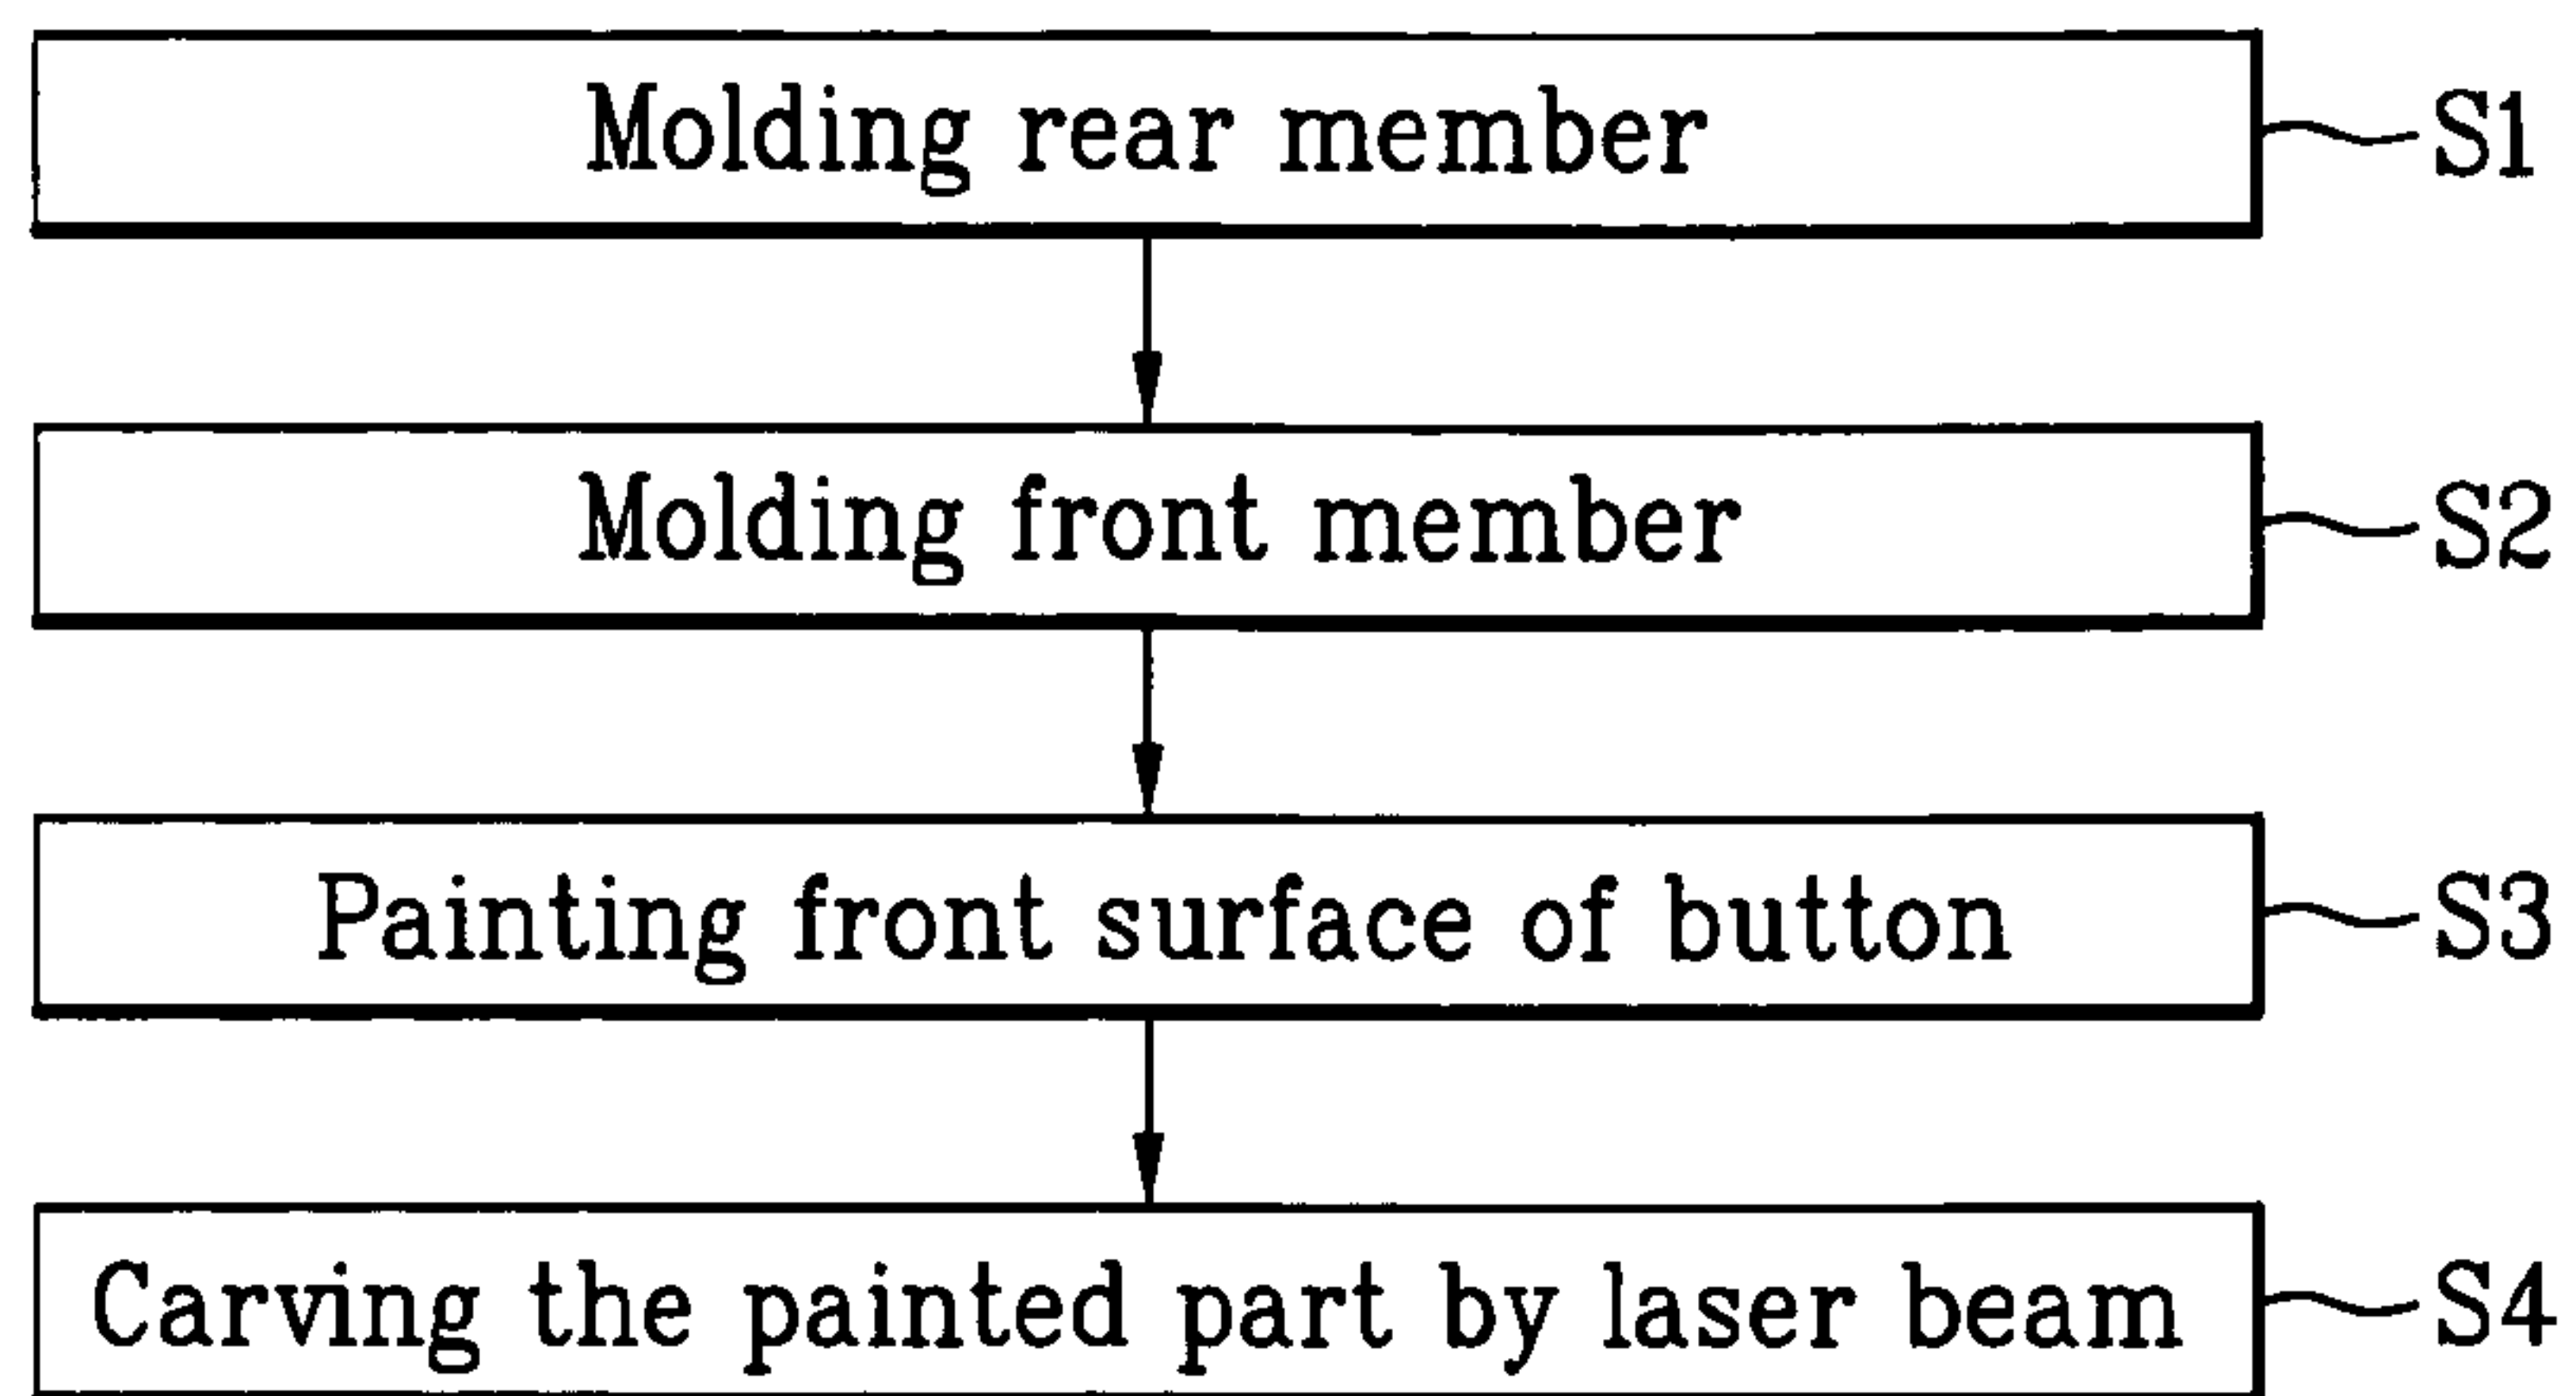 Molding rear member S1
Molding front member S2
Painting front surface of button S3
Carving the painted part by laser beam S4